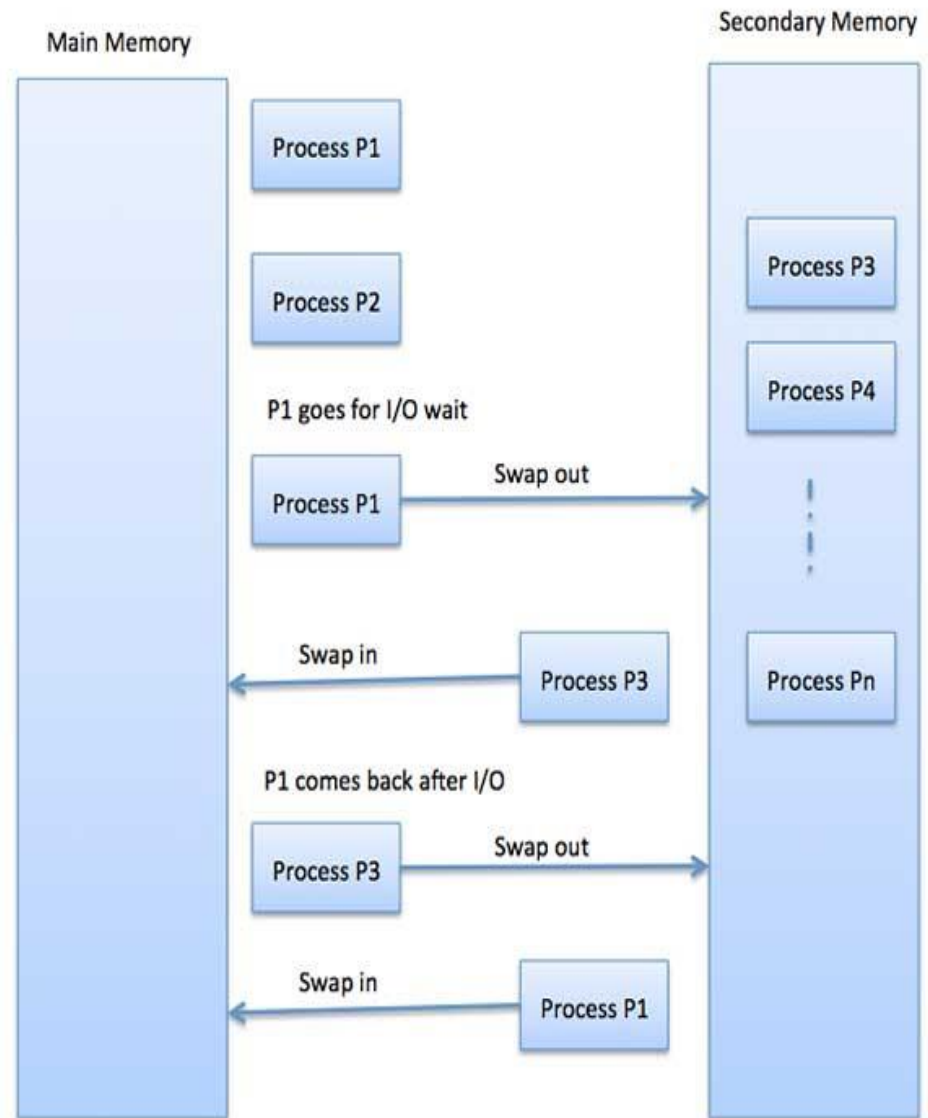 Main Memory
Secondary Memory
Process P1
Process P2
Process P3
Process P4
P1 goes for I/O wait
Process P1
Swap out
Swap in
Process P3
Process Pn
P1 comes back after I/O
Process P3
Swap out
Swap in
Process P1